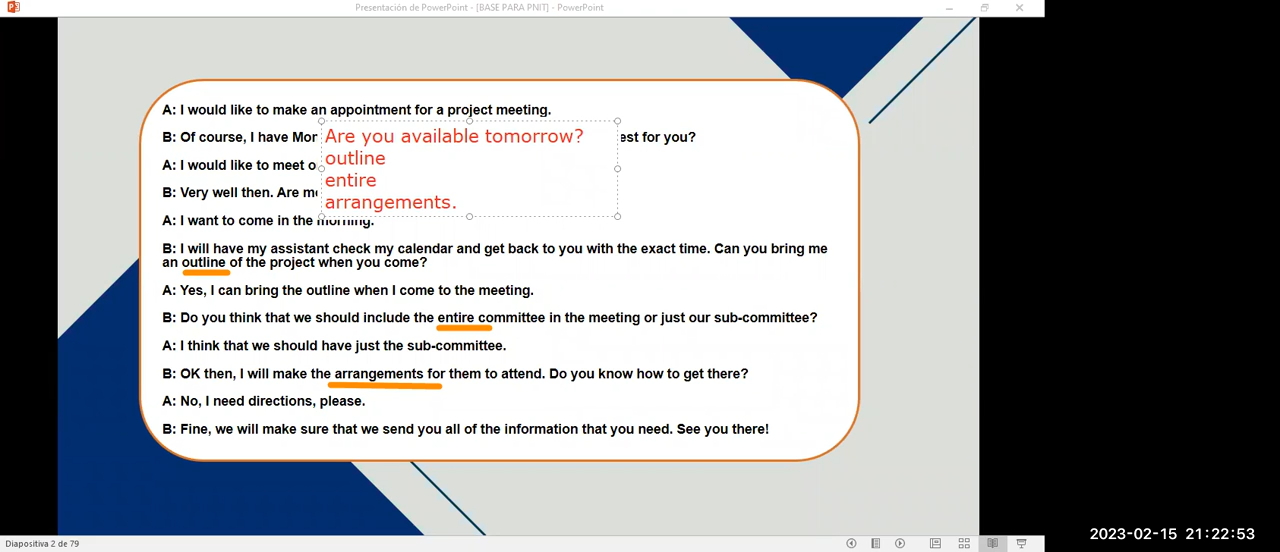 Presentación de PowerPoint - [BASE PARA PNIT] - PowerPoint
A: I would like to make an appointment for a project meeting.
B: Of course, I have Mon
est for you?
Are you available tomorrow?
outline
entire
arrangements.
A: I would like to meet o
B: Very well then. Are
A: I want to come in the morning.
B: I will have my assistant check my calendar and get back to you with the exact time. Can you bring me
an outline of the project when you come?
A: Yes, I can bring the outline when I come to the meeting.
B: Do you think that we should include the entire committee in the meeting or just our sub-committee?
A: I think that we should have just the sub-committee.
B: OK then, I will make the arrangements for them to attend. Do you know how to get there?
A: No, I need directions, please.
B: Fine, we will make sure that we send you all of the information that you need. See you there!
Diapositiva 2 de 79
2023-02-15 21:22:53